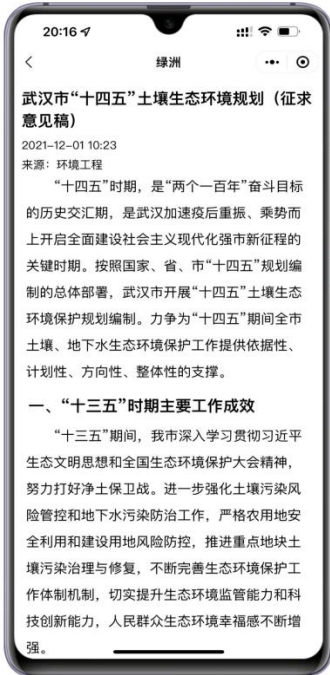 20:16
绿洲
武汉市“十四五”土壤生态环境规划（征求
意见稿）
2021-12-01 10:23
来源：环境工程
“十四五”时期，是“两个一百年”奋斗目标
的历史交汇期，是武汉加速疫后重振、乘势而
上开启全面建设社会主义现代化强市新征程的
关键时期。按照国家、省、市“十四五”规划编
制的总体部署，武汉市开展“十四五”土壤生态
环境保护规划编制。力争为“十四五”期间全市
土壤、地下水生态环境保护工作提供依据性、
计划性、方向性、整体性的支撑。
一、“十三五”时期主要工作成效
“十三五”期间，我市深入学习贯彻习近平
生态文明思想和全国生态环境保护大会精神，
努力打好净土保卫战。进一步强化土壤污染风
险管控和地下水污染防治工作，严格农用地安
全利用和建设用地风险防控，推进重点地块土
壤污染治理与修复，不断完善生态环境保护工
作体制机制，切实提升生态环境监管能力和科
技创新能力，人民群众生态环境幸福感不断增
强。